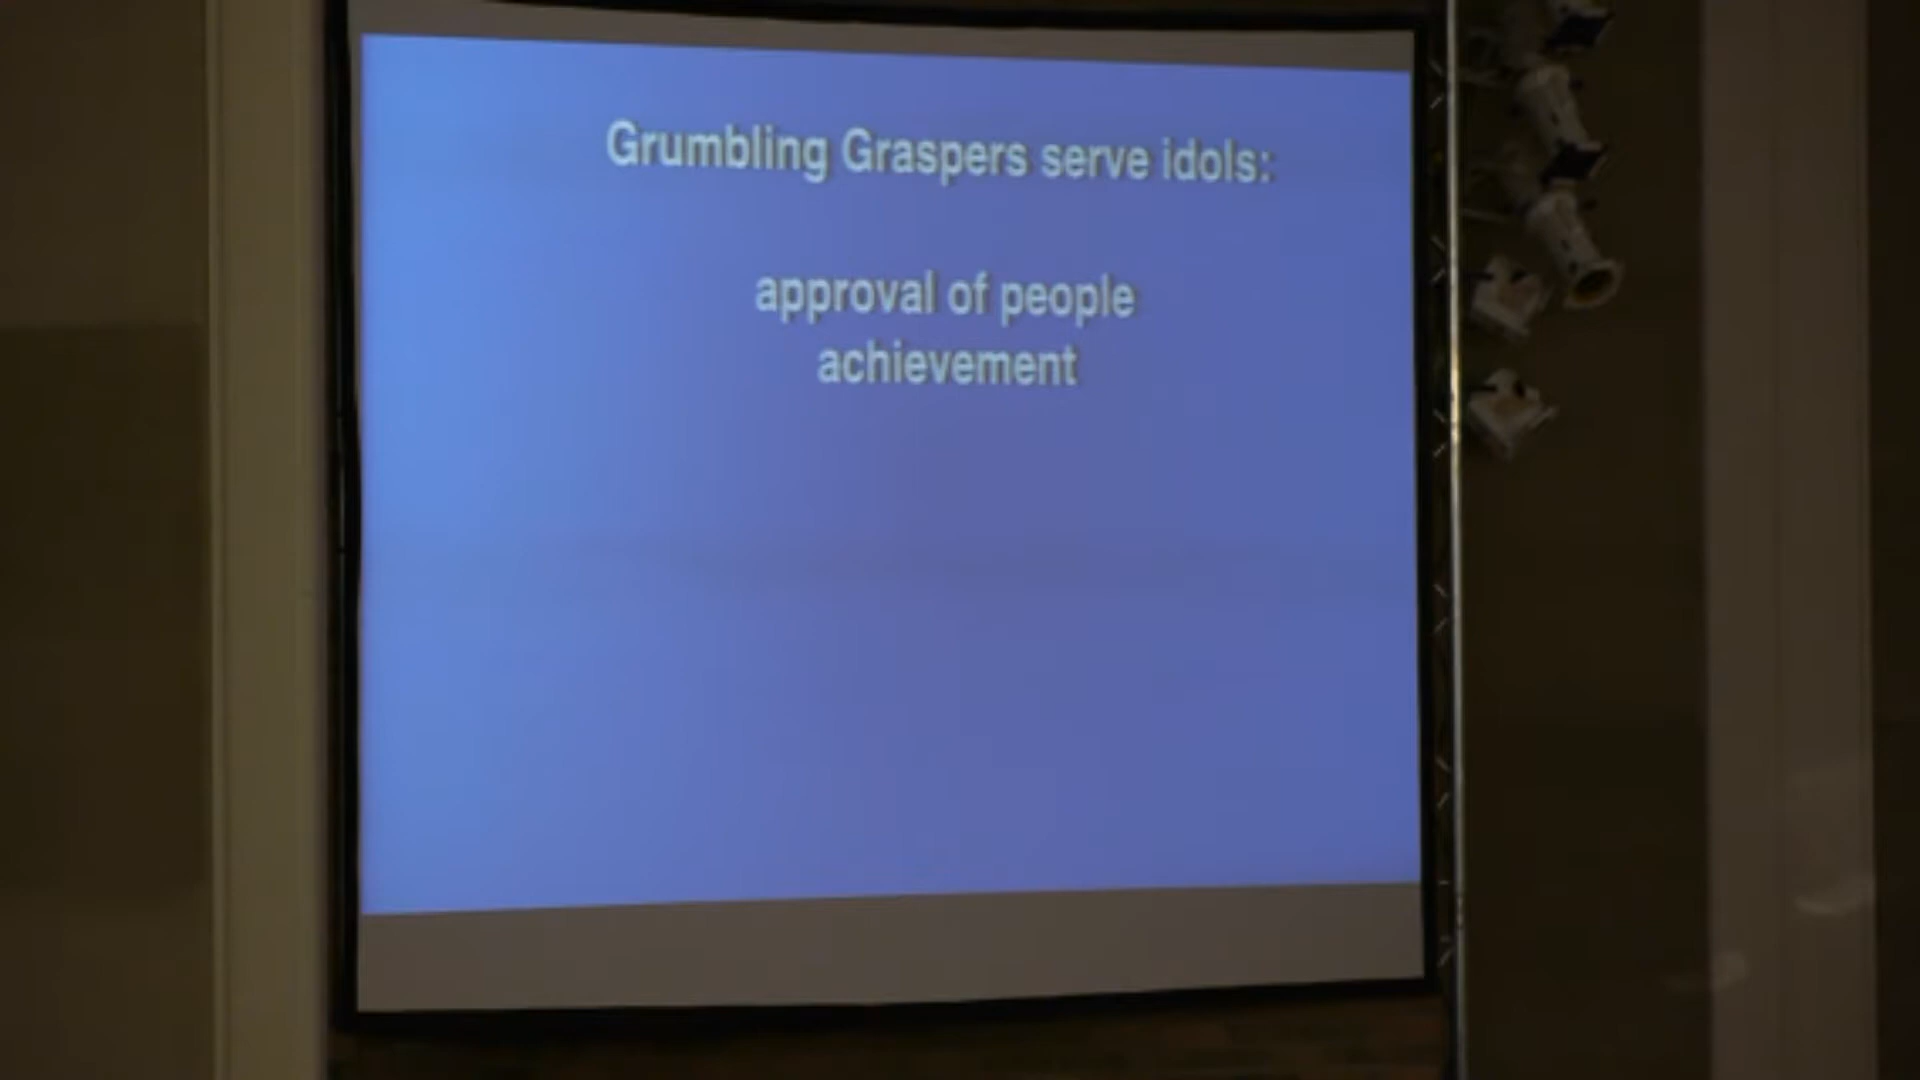 Grumbling Graspers serve idols:
approval of people
achievement